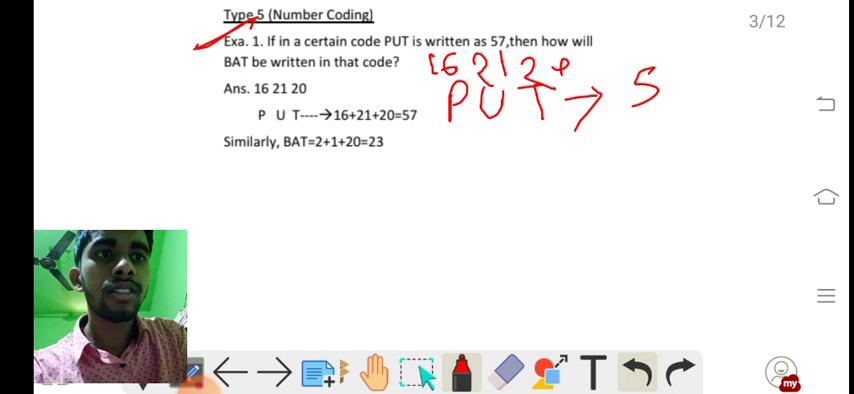 Type 5 (Number Coding)
3/12
Exa. 1. If in a certain code PUT is written as 57,then how will
BAT be written in that code?
16 21 20
Ans. 16 21 20
PUT → 5
P U T----→16+21+20=57
Similarly, BAT=2+1+20=23
T
my